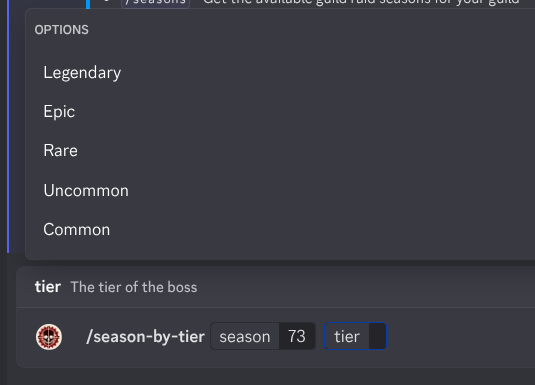 /seasons - Get the available guild raid seasons for your guild
OPTIONS
Legendary
Epic
Rare
Uncommon
Common
tier The tier of the boss
/season-by-tier season 73 tier